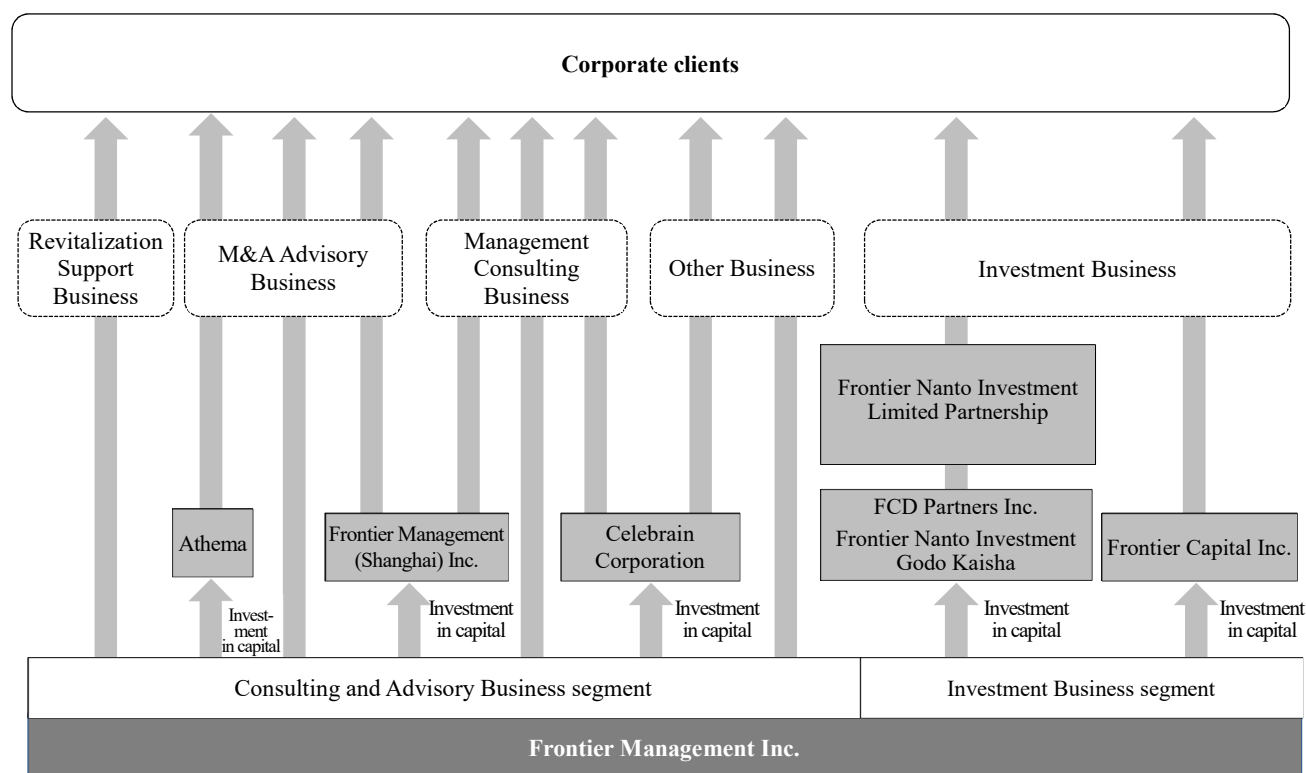 Corporate clients
Revitalization
Support
Business
M&A Advisory
Business
Management
Consulting
Business
Other Business
Investment Business
Frontier Nanto Investment
Limited Partnership
FCD Partners Inc.
Frontier Nanto Investment
Godo Kaisha
Athema
Frontier Management
(Shanghai) Inc.
Celebrain
Corporation
Frontier Capital Inc.
Invest-
ment
in capital
Investment
in capital
Investment
in capital
Investment
in capital
Investment
in capital
Consulting and Advisory Business segment
Investment Business segment
Frontier Management Inc.